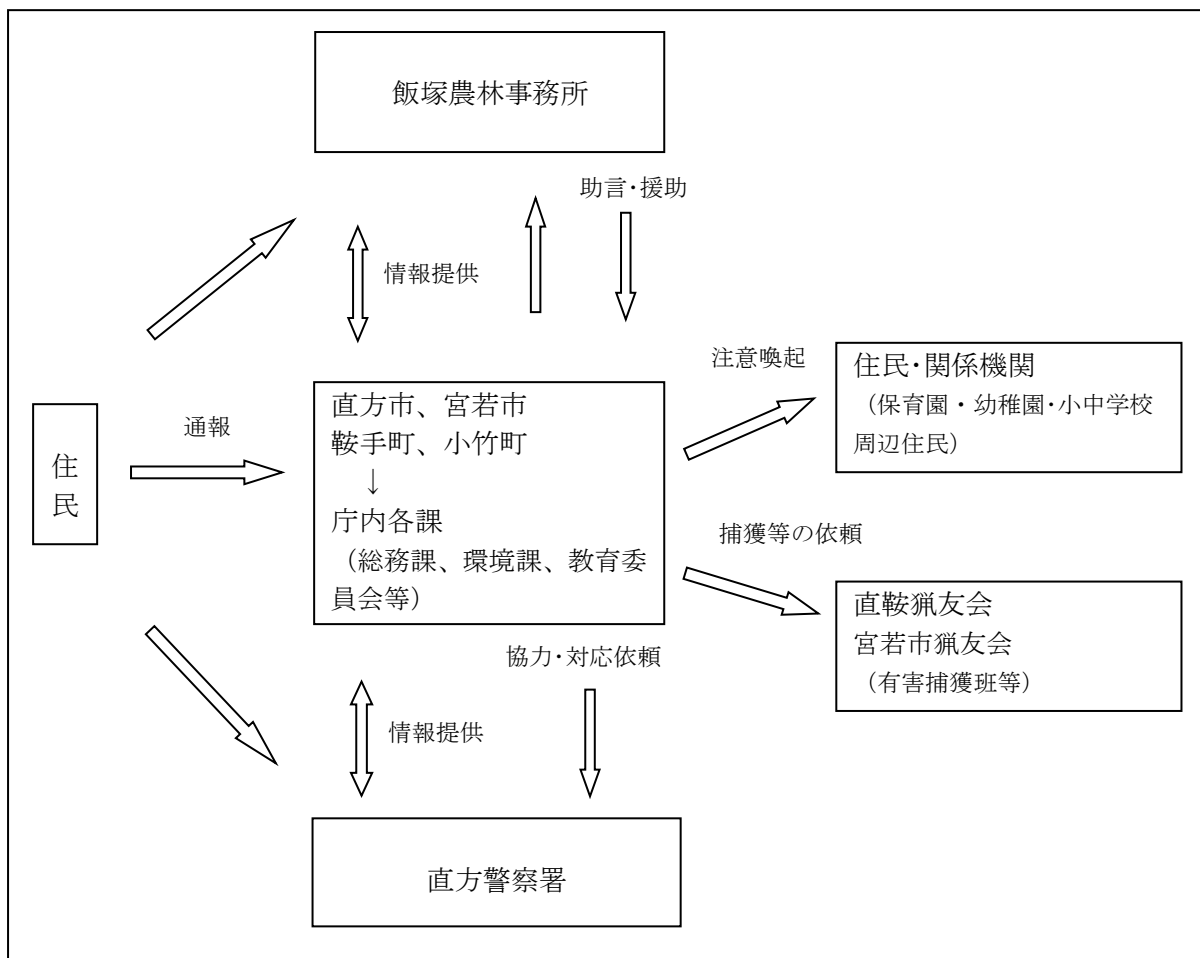 飯塚農林事務所
助言･援助
情報提供
注意喚起
住民･関係機関
（保育園・幼稚園･小中学校
周辺住民）
通報
住
民
直方市、宮若市
鞍手町、小竹町
↓
庁内各課
（総務課、環境課、教育委
員会等）
捕獲等の依頼
直鞍猟友会
宮若市猟友会
（有害捕獲班等）
協力･対応依頼
情報提供
直方警察署